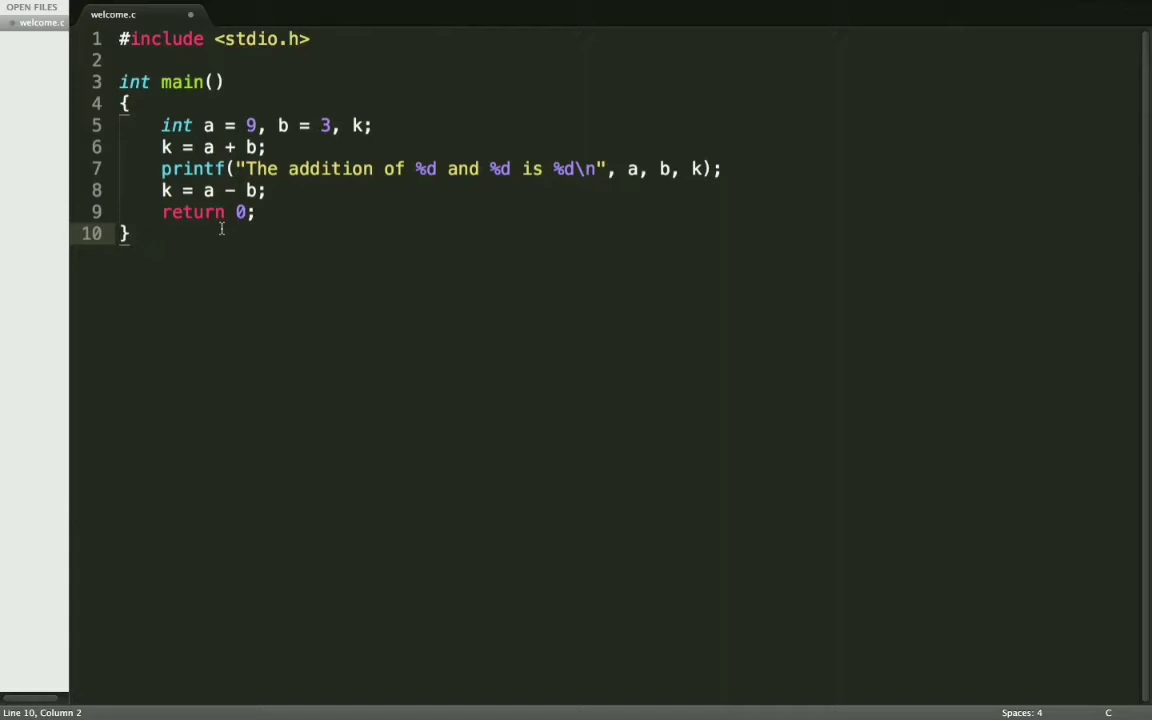 OPEN FILES
welcome.c
welcome.c
1 #include <stdio.h>
2
3 int main()
4 {
5     int a = 9, b = 3, k;
6     k = a + b;
7     printf("The addition of %d and %d is %d\n", a, b, k);
8     k = a - b;
9     return 0;
10 }
Line 10, Column 2
Spaces: 4
C